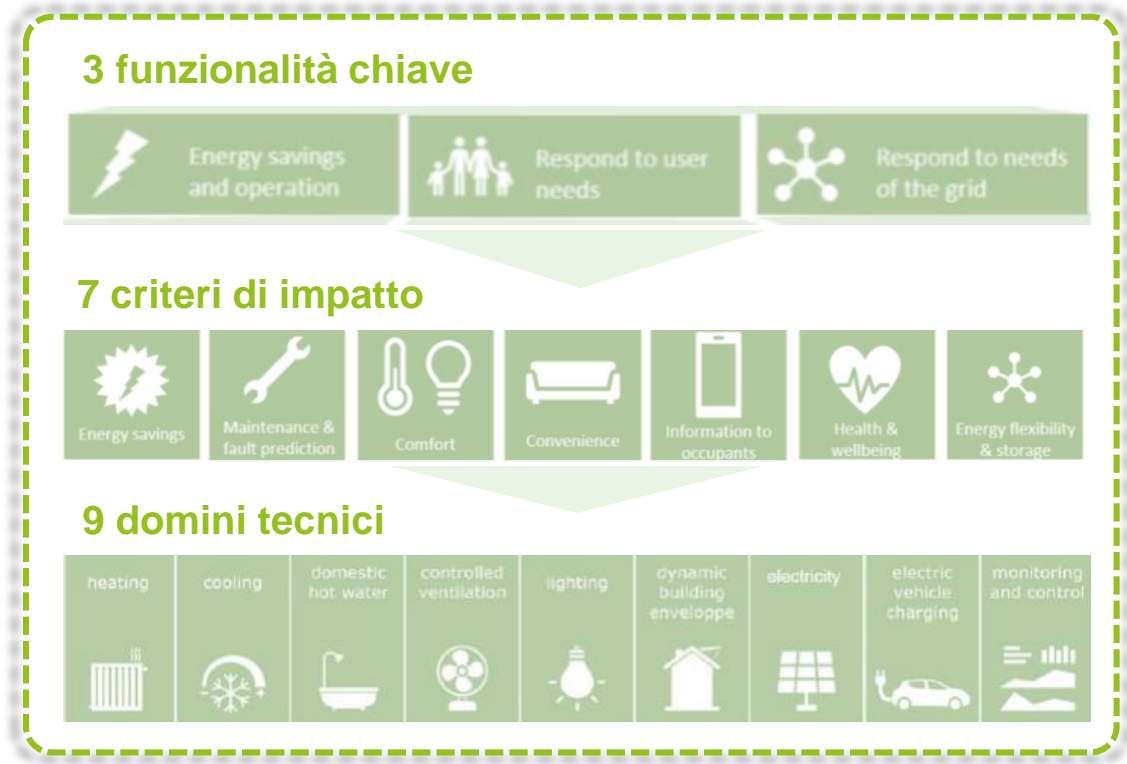 3 funzionalità chiave
Energy savings
and operation
Respond to user
needs
Respond to needs
of the grid
7 criteri di impatto
Energy savings
Maintenance &
fault prediction
Comfort
Convenience
Information to
occupants
Health &
wellbeing
Energy flexibility
& storage
9 domini tecnici
heating
cooling
domestic
hot water
controlled
ventilation
lighting
dynamic
building
enveloppe
electricity
electric
vehicle
charging
monitoring
and control